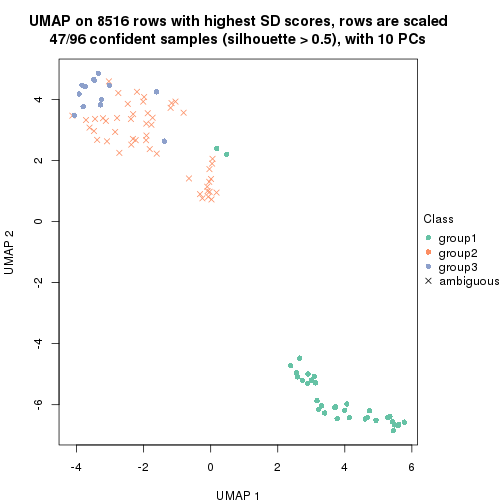 UMAP on 8516 rows with highest SD scores, rows are scaled
47/96 confident samples (silhouette > 0.5), with 10 PCs
4
2
0
-2
-4
-6
UMAP 2
-4
-2
0
2
4
6
UMAP 1
Class
group1
group2
group3
ambiguous